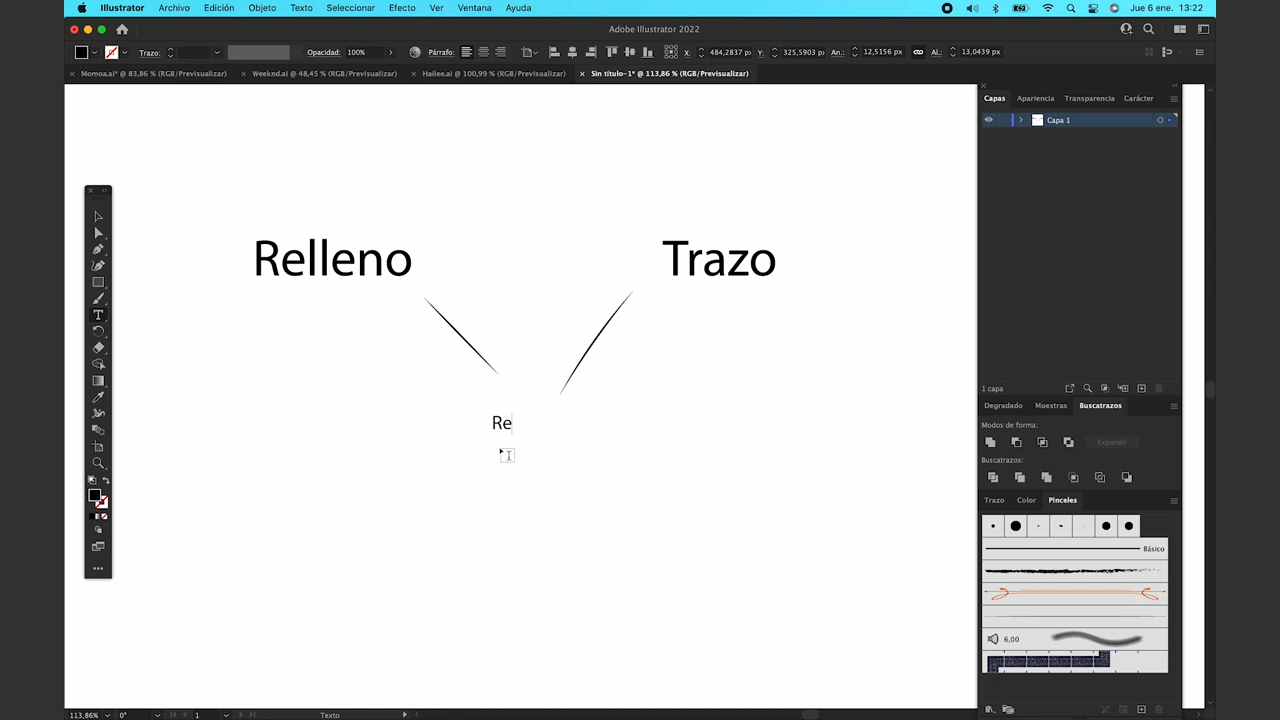 Illustrator Archivo Edición Objeto Texto Seleccionar Efecto Ver Ventana Ayuda Jue 6 ene. 13:22
Adobe Illustrator 2022
Trazo: Opacidad: 100% Párrafo: X: 484,2837 p Y: 325,5903 p An.: 12,5156 p Al.: 13,0439 px
Momoa.ai* @ 83,86 % (RGB/Previsualizar) Weeknd.ai @ 48,45 % (RGB/Previsualizar) Hailee.ai @ 100,99 % (RGB/Previsualizar) Sin título-1* @ 113,86 % (RGB/Previsualizar)
Capas Apariencia Transparencia Carácter
Capa 1
Relleno Trazo
Re
1 capa
Degradado Muestras Buscatrazos
Modos de forma:
Expandir
Buscatrazos:
Trazo Color Pinceles
Básico
6,00
113,86% 0° 1 Texto